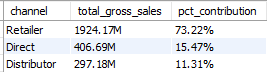 channel total_gross_sales pct_contribution
Retailer 1924.17M 73.22%
Direct 406.69M 15.47%
Distributor 297.18M 11.31%